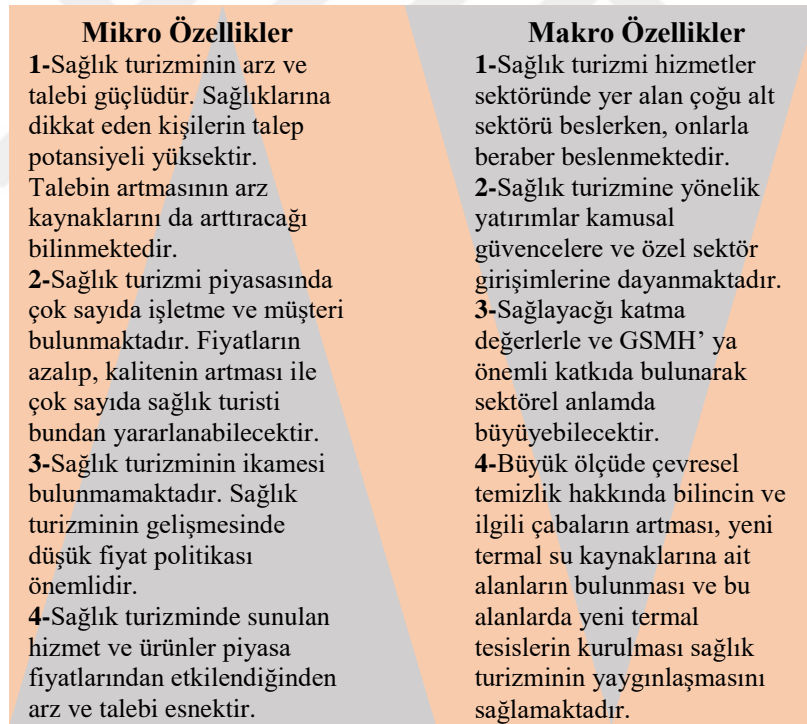 Mikro Özellikler
1-Sağlık turizminin arz ve
talebi güçlüdür. Sağlıklarına
dikkat eden kişilerin talep
potansiyeli yüksektir.
Talebin artmasının arz
kaynaklarını da arttıracağı
bilinmektedir.
2-Sağlık turizmi piyasasında
çok sayıda işletme ve müşteri
bulunmaktadır. Fiyatların
azalıp, kalitenin artması ile
çok sayıda sağlık turisti
bundan yararlanabilecektir.
3-Sağlık turizminin ikamesi
bulunmamaktadır. Sağlık
turizminin gelişmesinde
düşük fiyat politikası
önemlidir.
4-Sağlık turizminde sunulan
hizmet ve ürünler piyasa
fiyatlarından etkilendiğinden
arz ve talebi esnektir.
Makro Özellikler
1-Sağlık turizmi hizmetler
sektöründe yer alan çoğu alt
sektörü beslerken, onlarla
beraber beslenmektedir.
2-Sağlık turizmine yönelik
yatırımlar kamusal
güvencelere ve özel sektör
girişimlerine dayanmaktadır.
3-Sağlayacğı katma
değerlerle ve GSMH’ ya
önemli katkıda bulunarak
sektörel anlamda
büyüyebilecektir.
4-Büyük ölçüde çevresel
temizlik hakkında bilincin ve
ilgili çabaların artması, yeni
termal su kaynaklarına ait
alanların bulunması ve bu
alanlarda yeni termal
tesislerin kurulması sağlık
turizminin yaygınlaşmasını
sağlamaktadır.